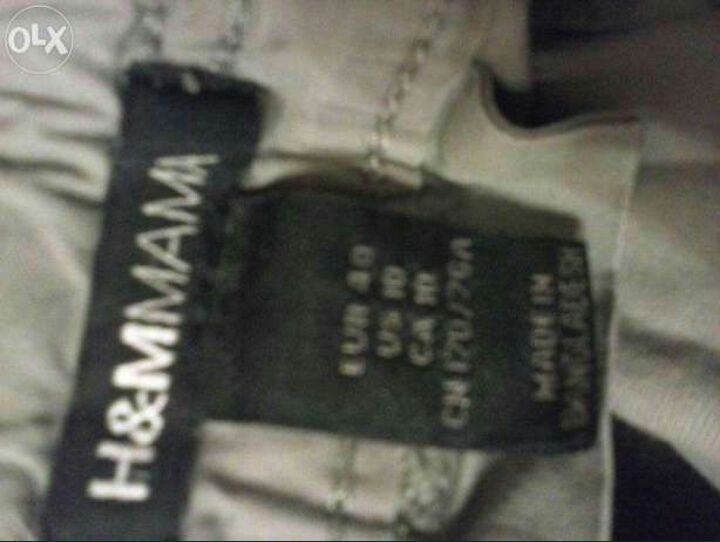 OLX
H&MMAMA
EUR 40
US 10
CA 10
CN 170/76A
MADE IN
BANGLADESH